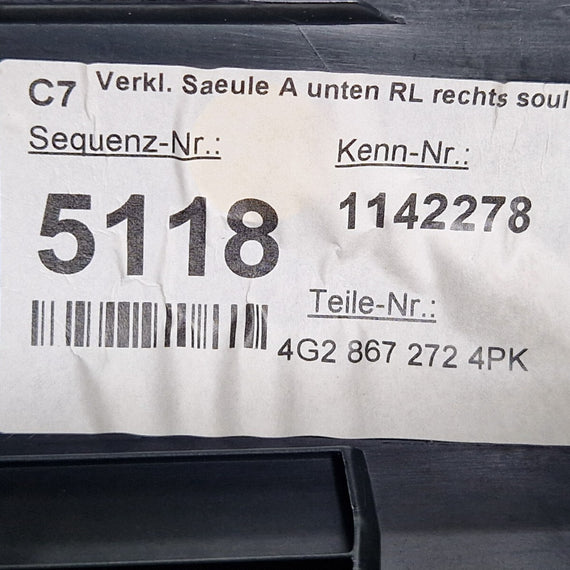 C7 Verkl. Saeule A unten RL rechts soul
Sequenz-Nr.: Kenn-Nr.:
5118 1142278
Teile-Nr.:
4G2 867 272 4PK